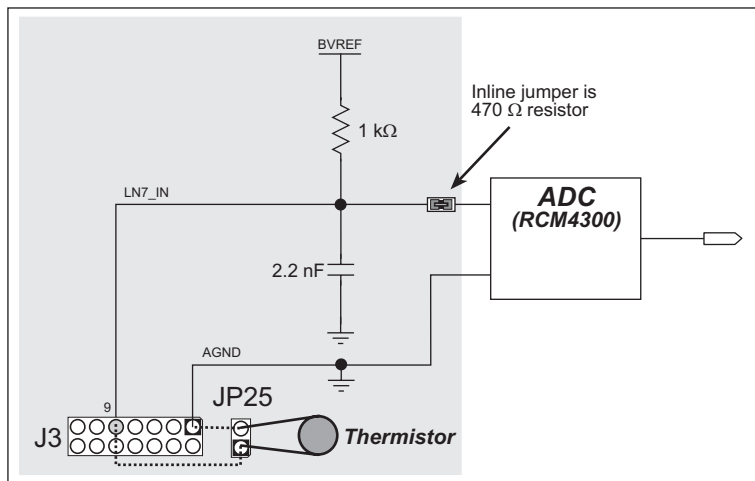 BVREF
Inline jumper is
470 Ω resistor
1 kΩ
LN7_IN
ADC
(RCM4300)
2.2 nF
AGND
9
JP25
J3
Thermistor